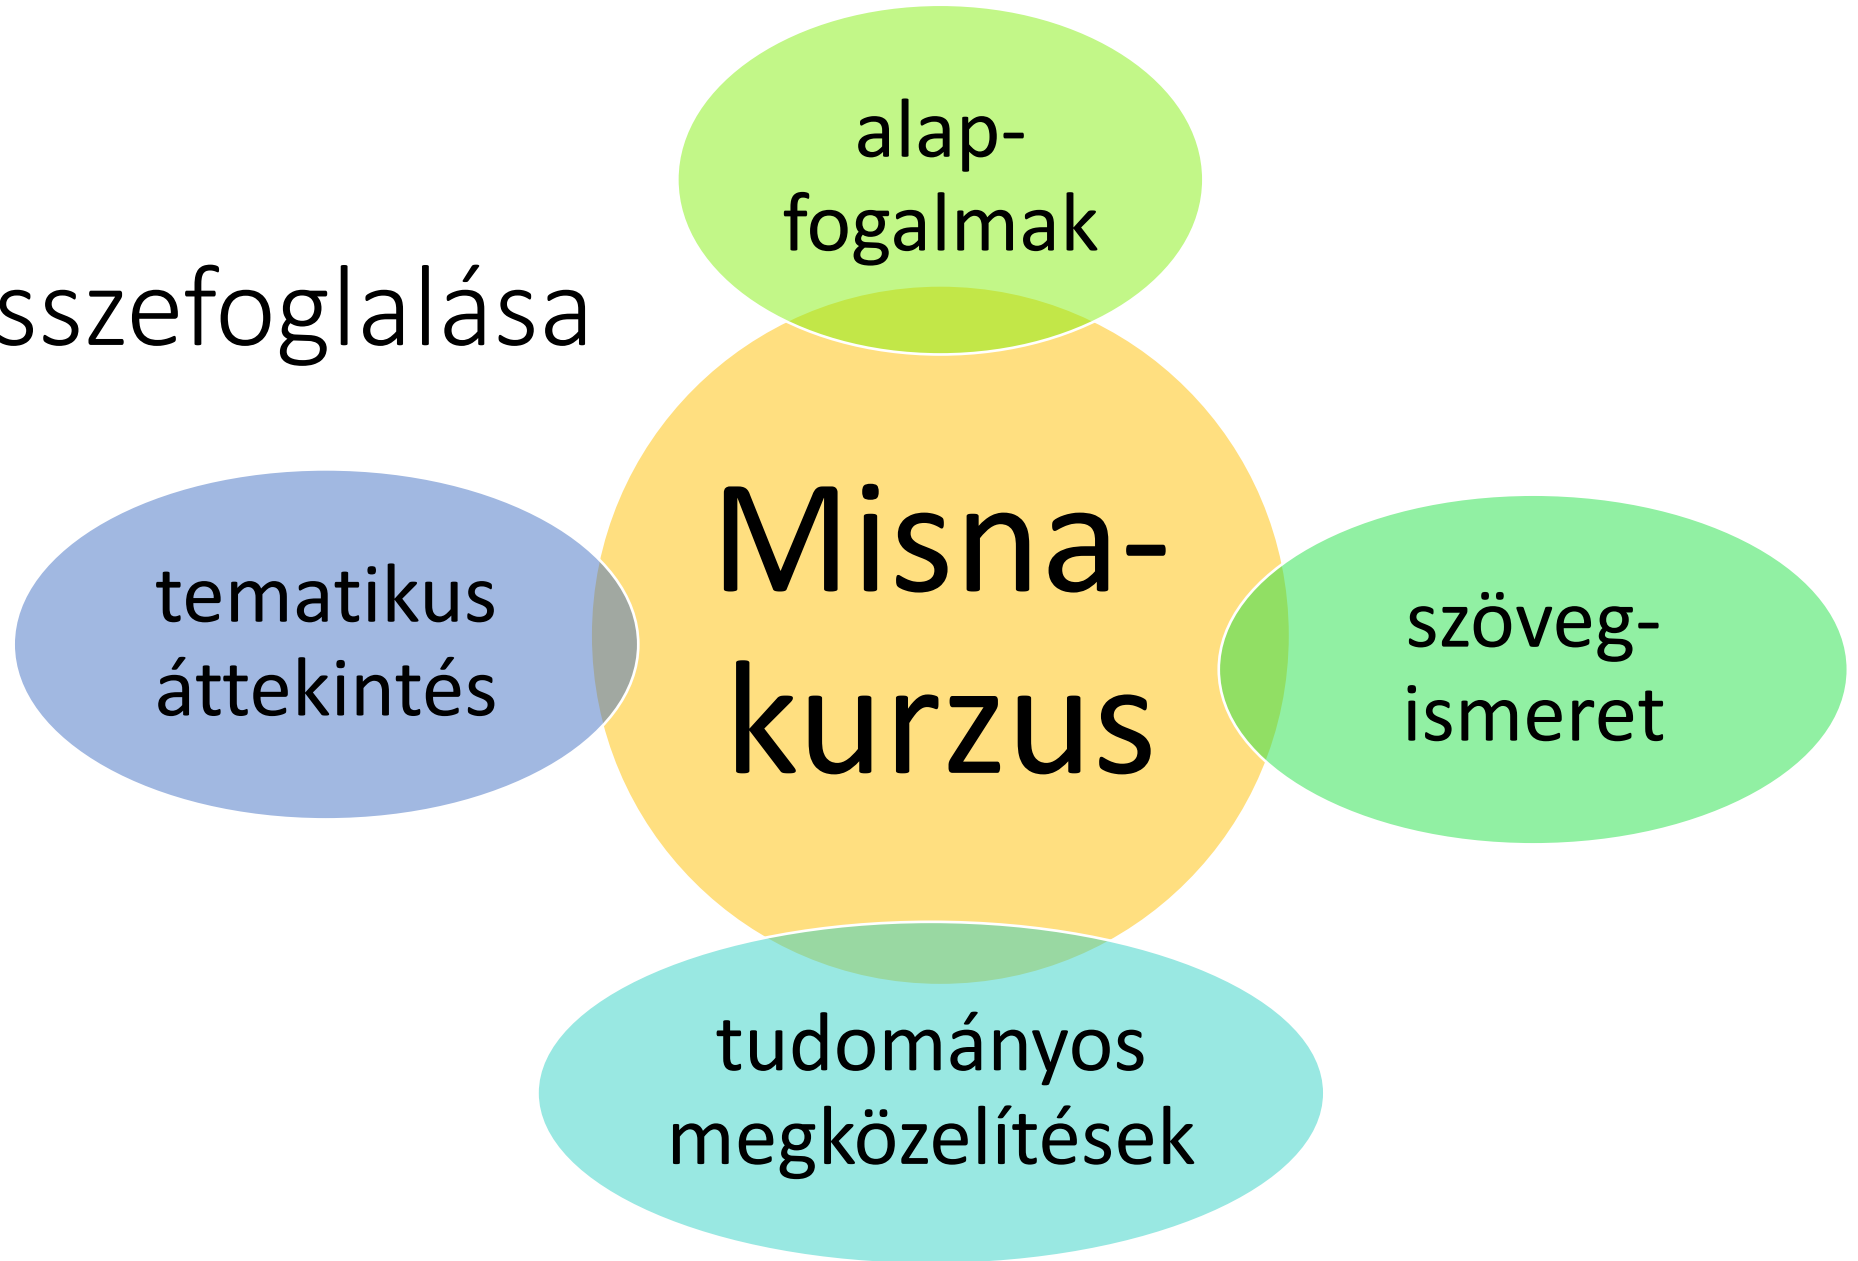 alap-
fogalmak
sszefoglalása
Misna-
kurzus
tematikus
áttekintés
szöveg-
ismeret
tudományos
megközelítések